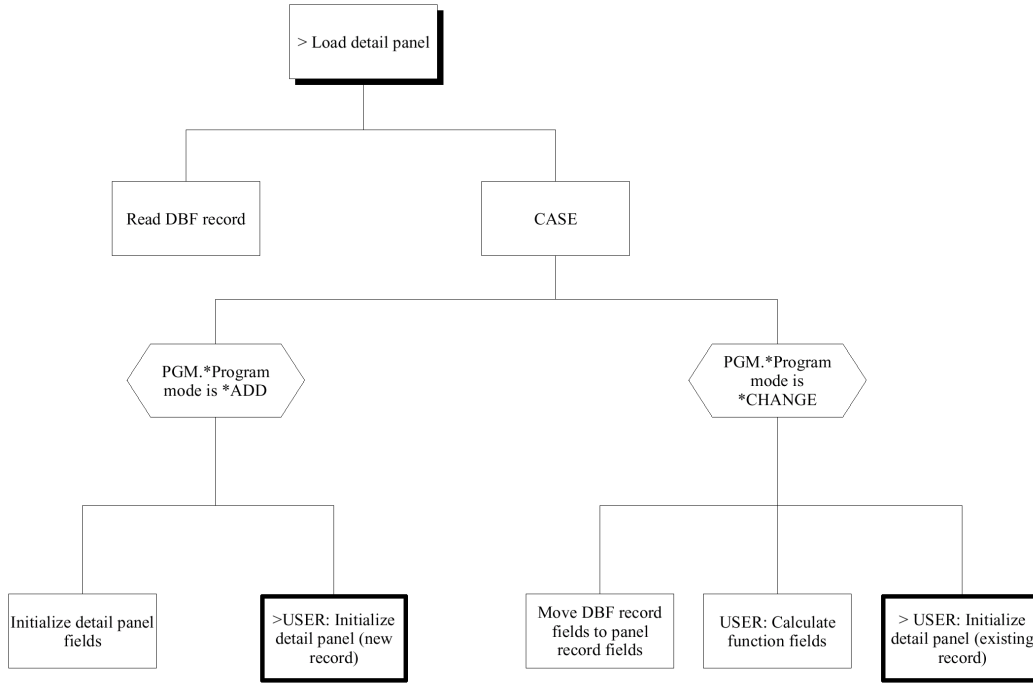 > Load detail panel
Read DBF record
CASE
PGM.*Program
mode is *ADD
PGM.*Program
mode is
*CHANGE
Initialize detail panel
fields
>USER: Initialize
detail panel (new
record)
Move DBF record
fields to panel
record fields
USER: Calculate
function fields
> USER: Initialize
detail panel (existing
record)